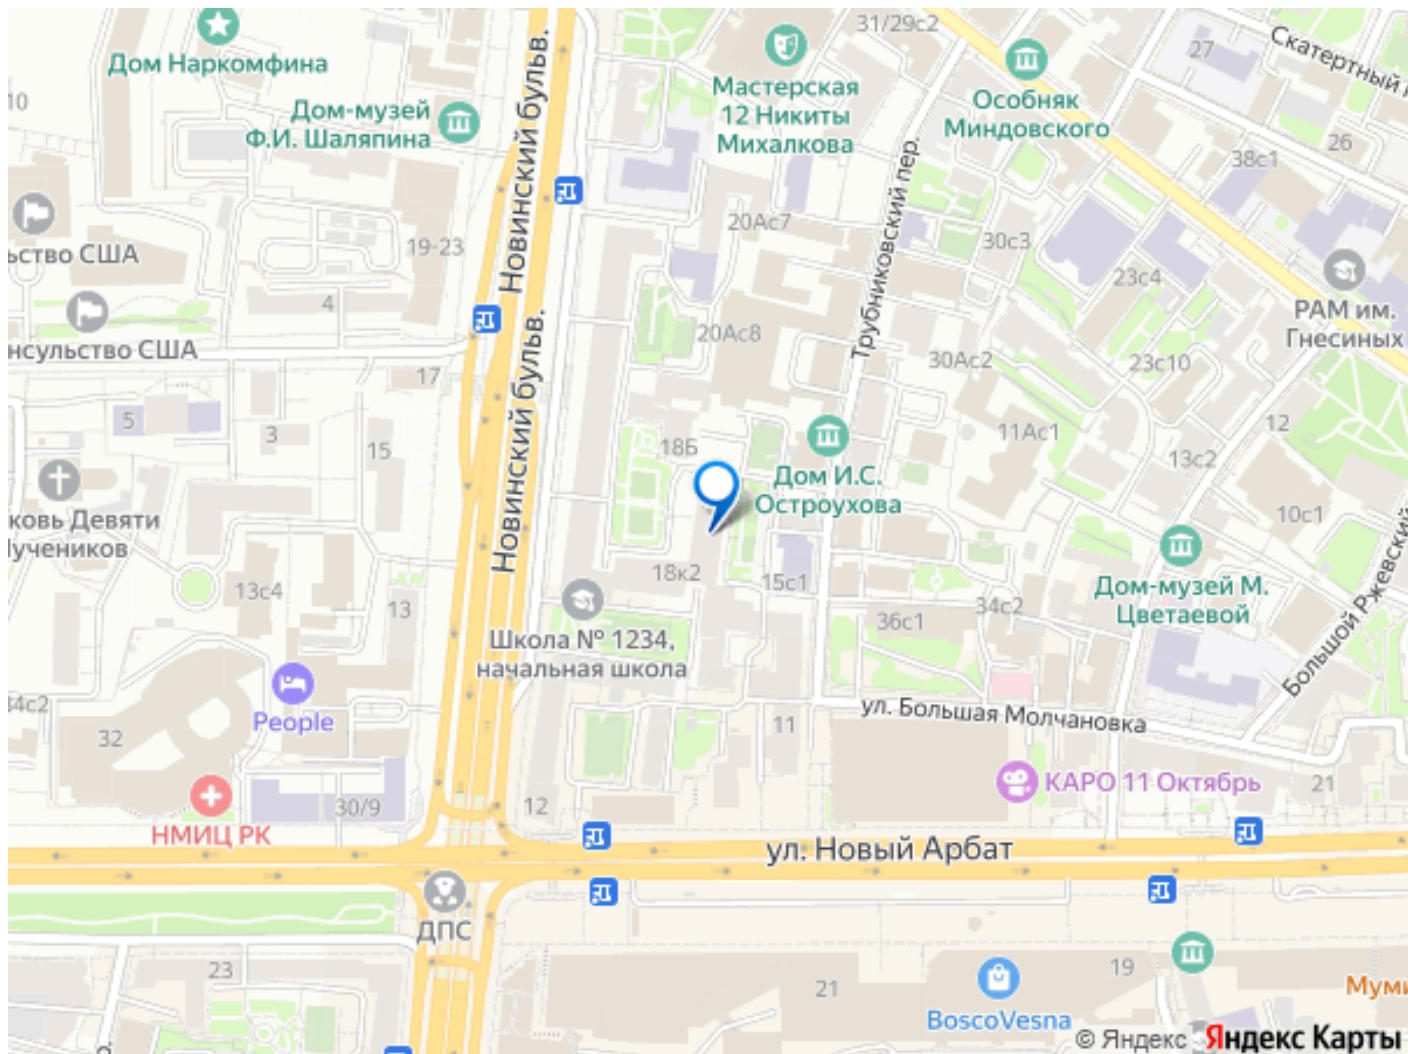 31/29с2
Скатертный
27
Дом Наркомфина
Новинский бульв.
Мастерская
12 Никиты
Михалкова
Особняк
Миндовского
10
Дом-музей
Ф.И. Шаляпина
26
38с1
Трубниковский пер.
20Ас7
30с3
ьство США
19-23
23с4
4
РАМ им.
Гнесиных
нсульство США
20Ас8
Новинский бульв.
30Ас2
23с10
17
5
3
15
18Б
12
11Ас1
13с2
Дом И.С.
Остроухова
ковь Девяти
учеников
10с1
13с4
18к2
15с1
Дом-музей М.
Цветаевой
13
34с2
36с1
Большой Ржевский
Школа № 1234,
начальная школа
34с2
People
32
11
ул. Большая Молчановка
КАРО 11 Октябрь
21
30/9
12
НМИЦ РК
ул. Новый Арбат
ДПС
23
21
19
BoscoVesna
Муми
© Яндекс Яндекс Карты